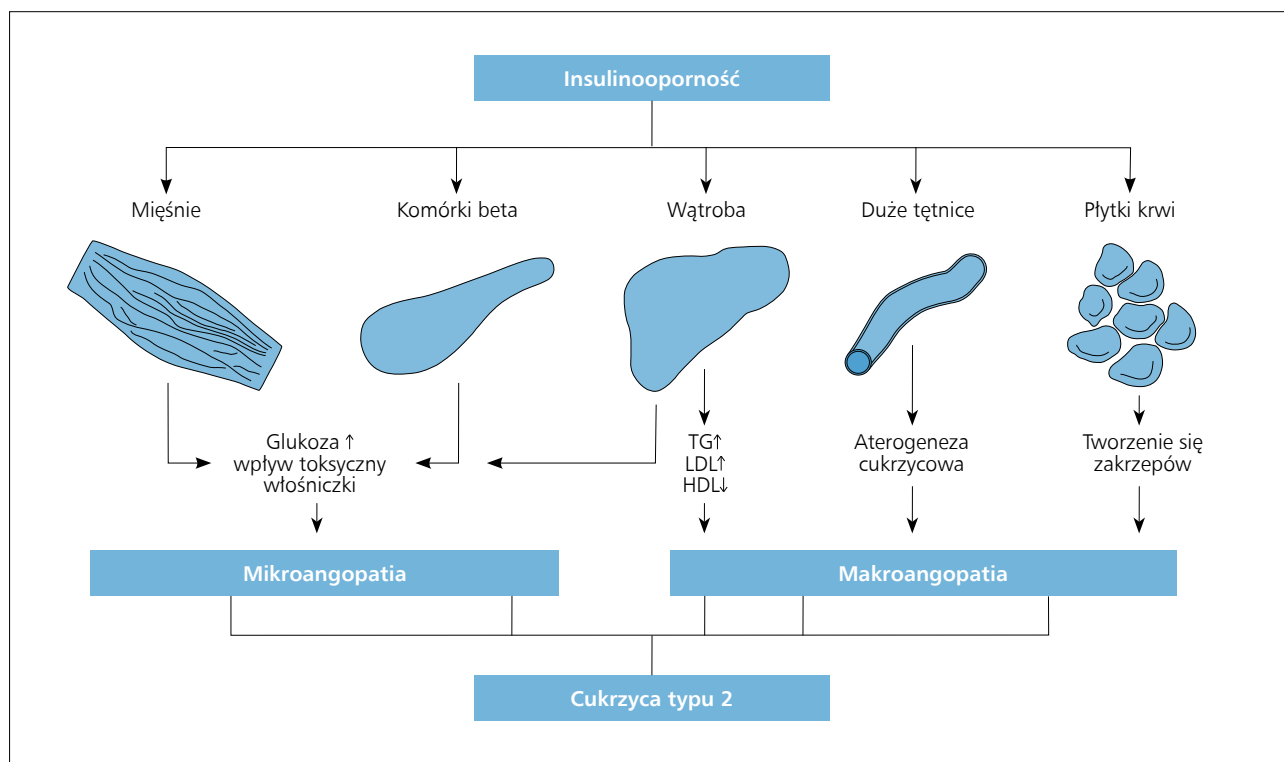 Insulinooporność
Mięśnie
Komórki beta
Wątroba
Duże tętnice
Płytki krwi
Glukoza ↑
wpływ toksyczny
włośniczki
TG↑
LDL↑
HDL↓
Aterogeneza
cukrzycowa
Tworzenie się
zakrzepów
Mikroangopatia
Makroangopatia
Cukrzyca typu 2